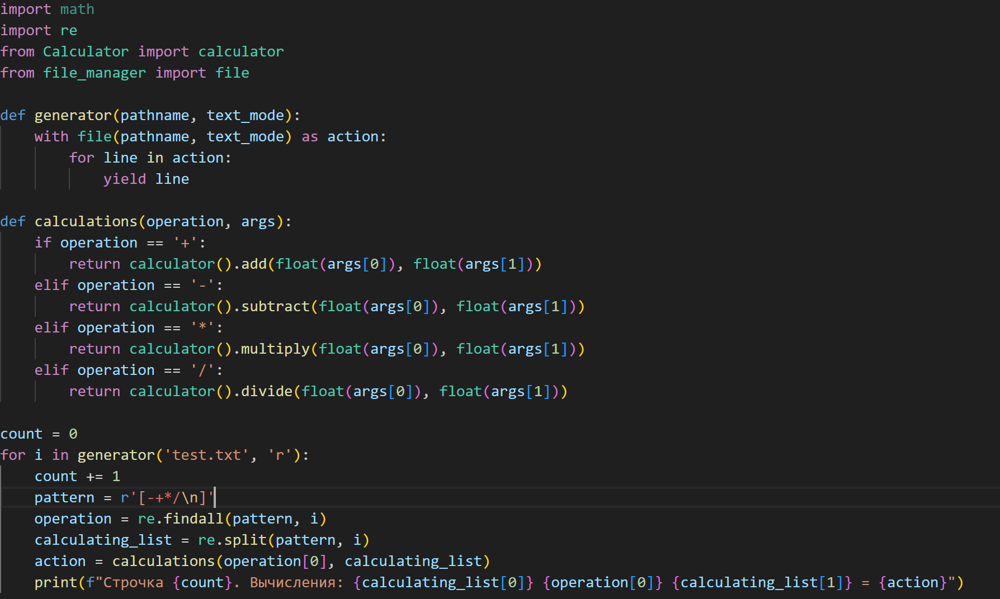 import math
import re
from Calculator import calculator
from file_manager import file

def generator(pathname, text_mode):
    with file(pathname, text_mode) as action:
        for line in action:
            yield line

def calculations(operation, args):
    if operation == '+':
        return calculator().add(float(args[0]), float(args[1]))
    elif operation == '-':
        return calculator().subtract(float(args[0]), float(args[1]))
    elif operation == '*':
        return calculator().multiply(float(args[0]), float(args[1]))
    elif operation == '/':
        return calculator().divide(float(args[0]), float(args[1]))

count = 0
for i in generator('test.txt', 'r'):
    count += 1
    pattern = r'[-+*/\n]'
    operation = re.findall(pattern, i)
    calculating_list = re.split(pattern, i)
    action = calculations(operation[0], calculating_list)
    print(f"Строчка {count}. Вычисления: {calculating_list[0]} {operation[0]} {calculating_list[1]} = {action}")